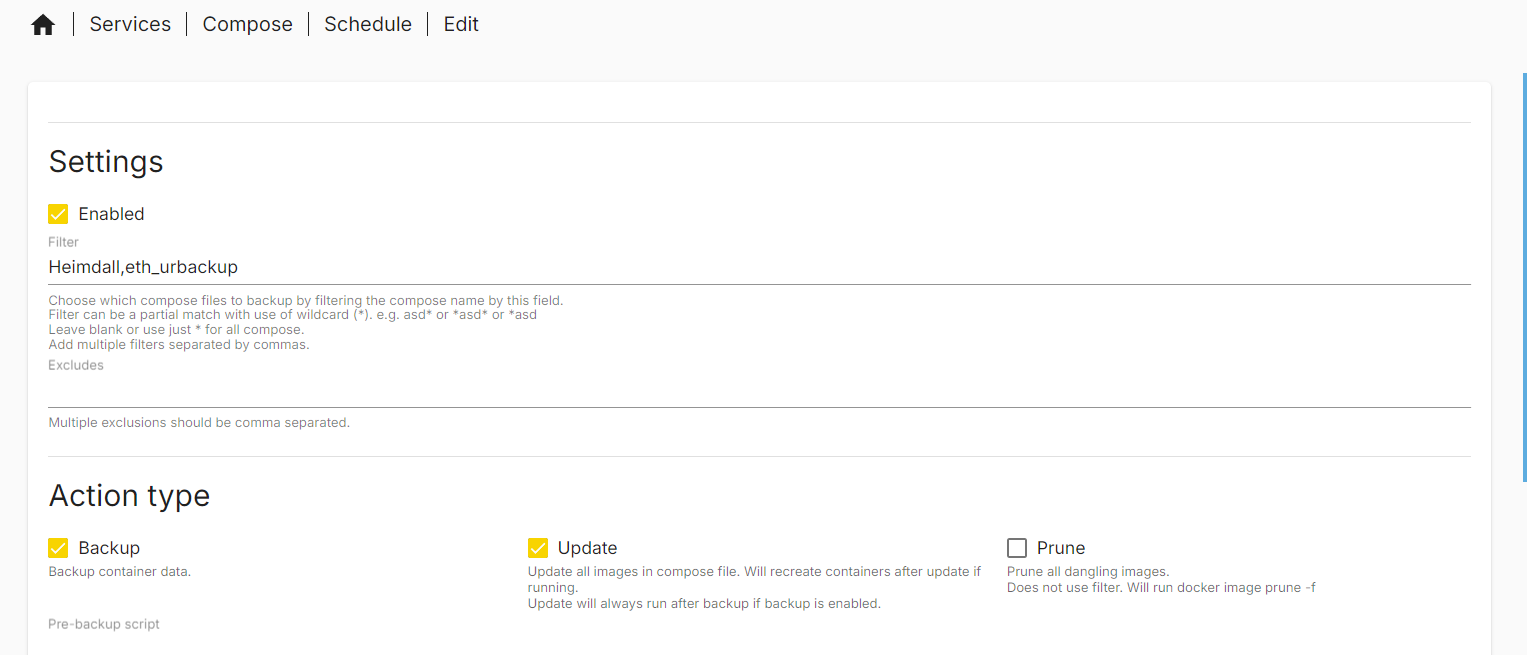 Services | Compose | Schedule | Edit
Settings
Enabled
Filter
Heimdall,eth_urbackup
Choose which compose files to backup by filtering the compose name by this field.
Filter can be a partial match with use of wildcard (*). e.g. asd* or *asd* or *asd
Leave blank or use just * for all compose.
Add multiple filters separated by commas.
Excludes
Multiple exclusions should be comma separated.
Action type
Backup
Backup container data.
Update
Update all images in compose file. Will recreate containers after update if
running.
Update will always run after backup if backup is enabled.
Prune
Prune all dangling images.
Does not use filter. Will run docker image prune -f
Pre-backup script